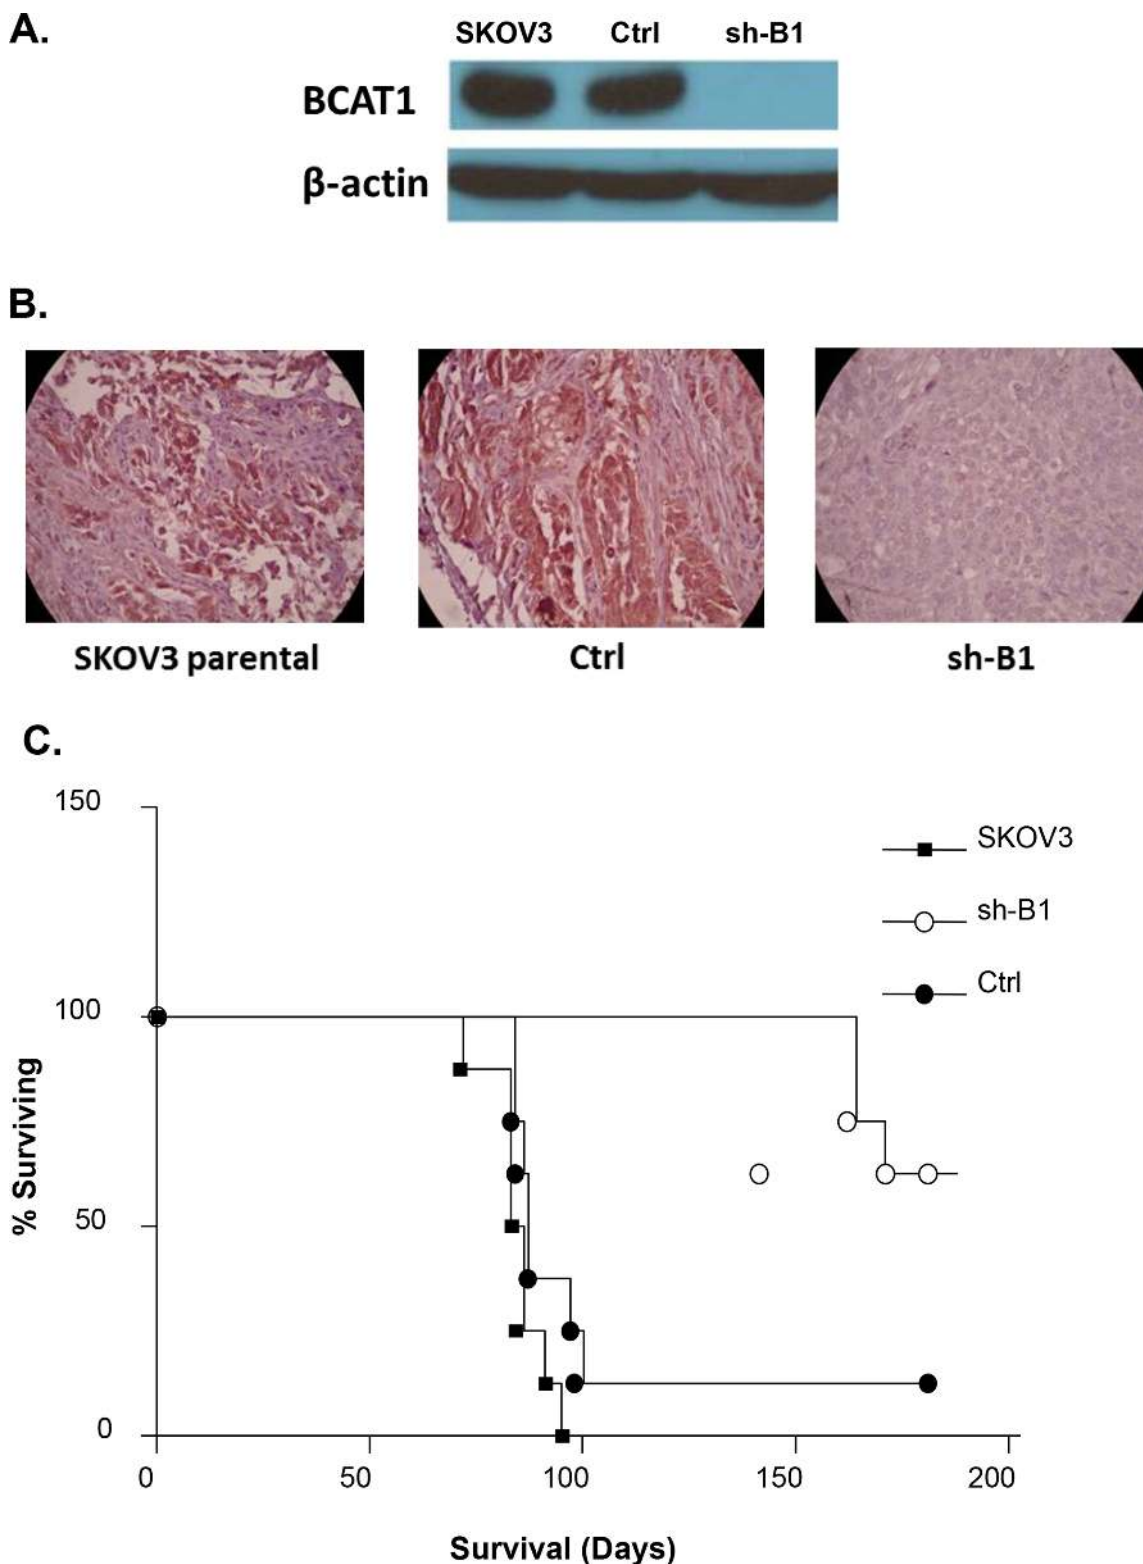 A.
SKOV3 Ctrl sh-B1
BCAT1
β-actin
B.
SKOV3 parental Ctrl sh-B1
C.
150
100
50
0
% Surviving
SKOV3
sh-B1
Ctrl
0 50 100 150 200
Survival (Days)